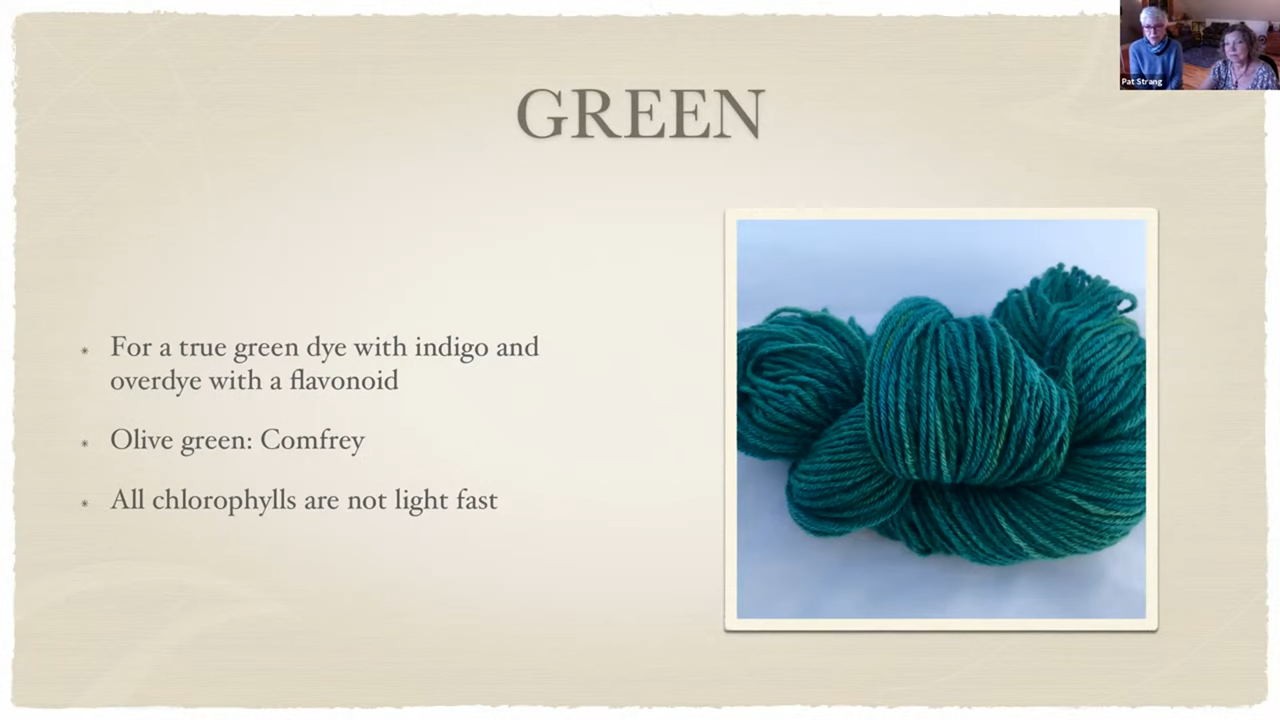 Pat Strang
GREEN
* For a true green dye with indigo and
overdye with a flavonoid
* Olive green: Comfrey
* All chlorophylls are not light fast